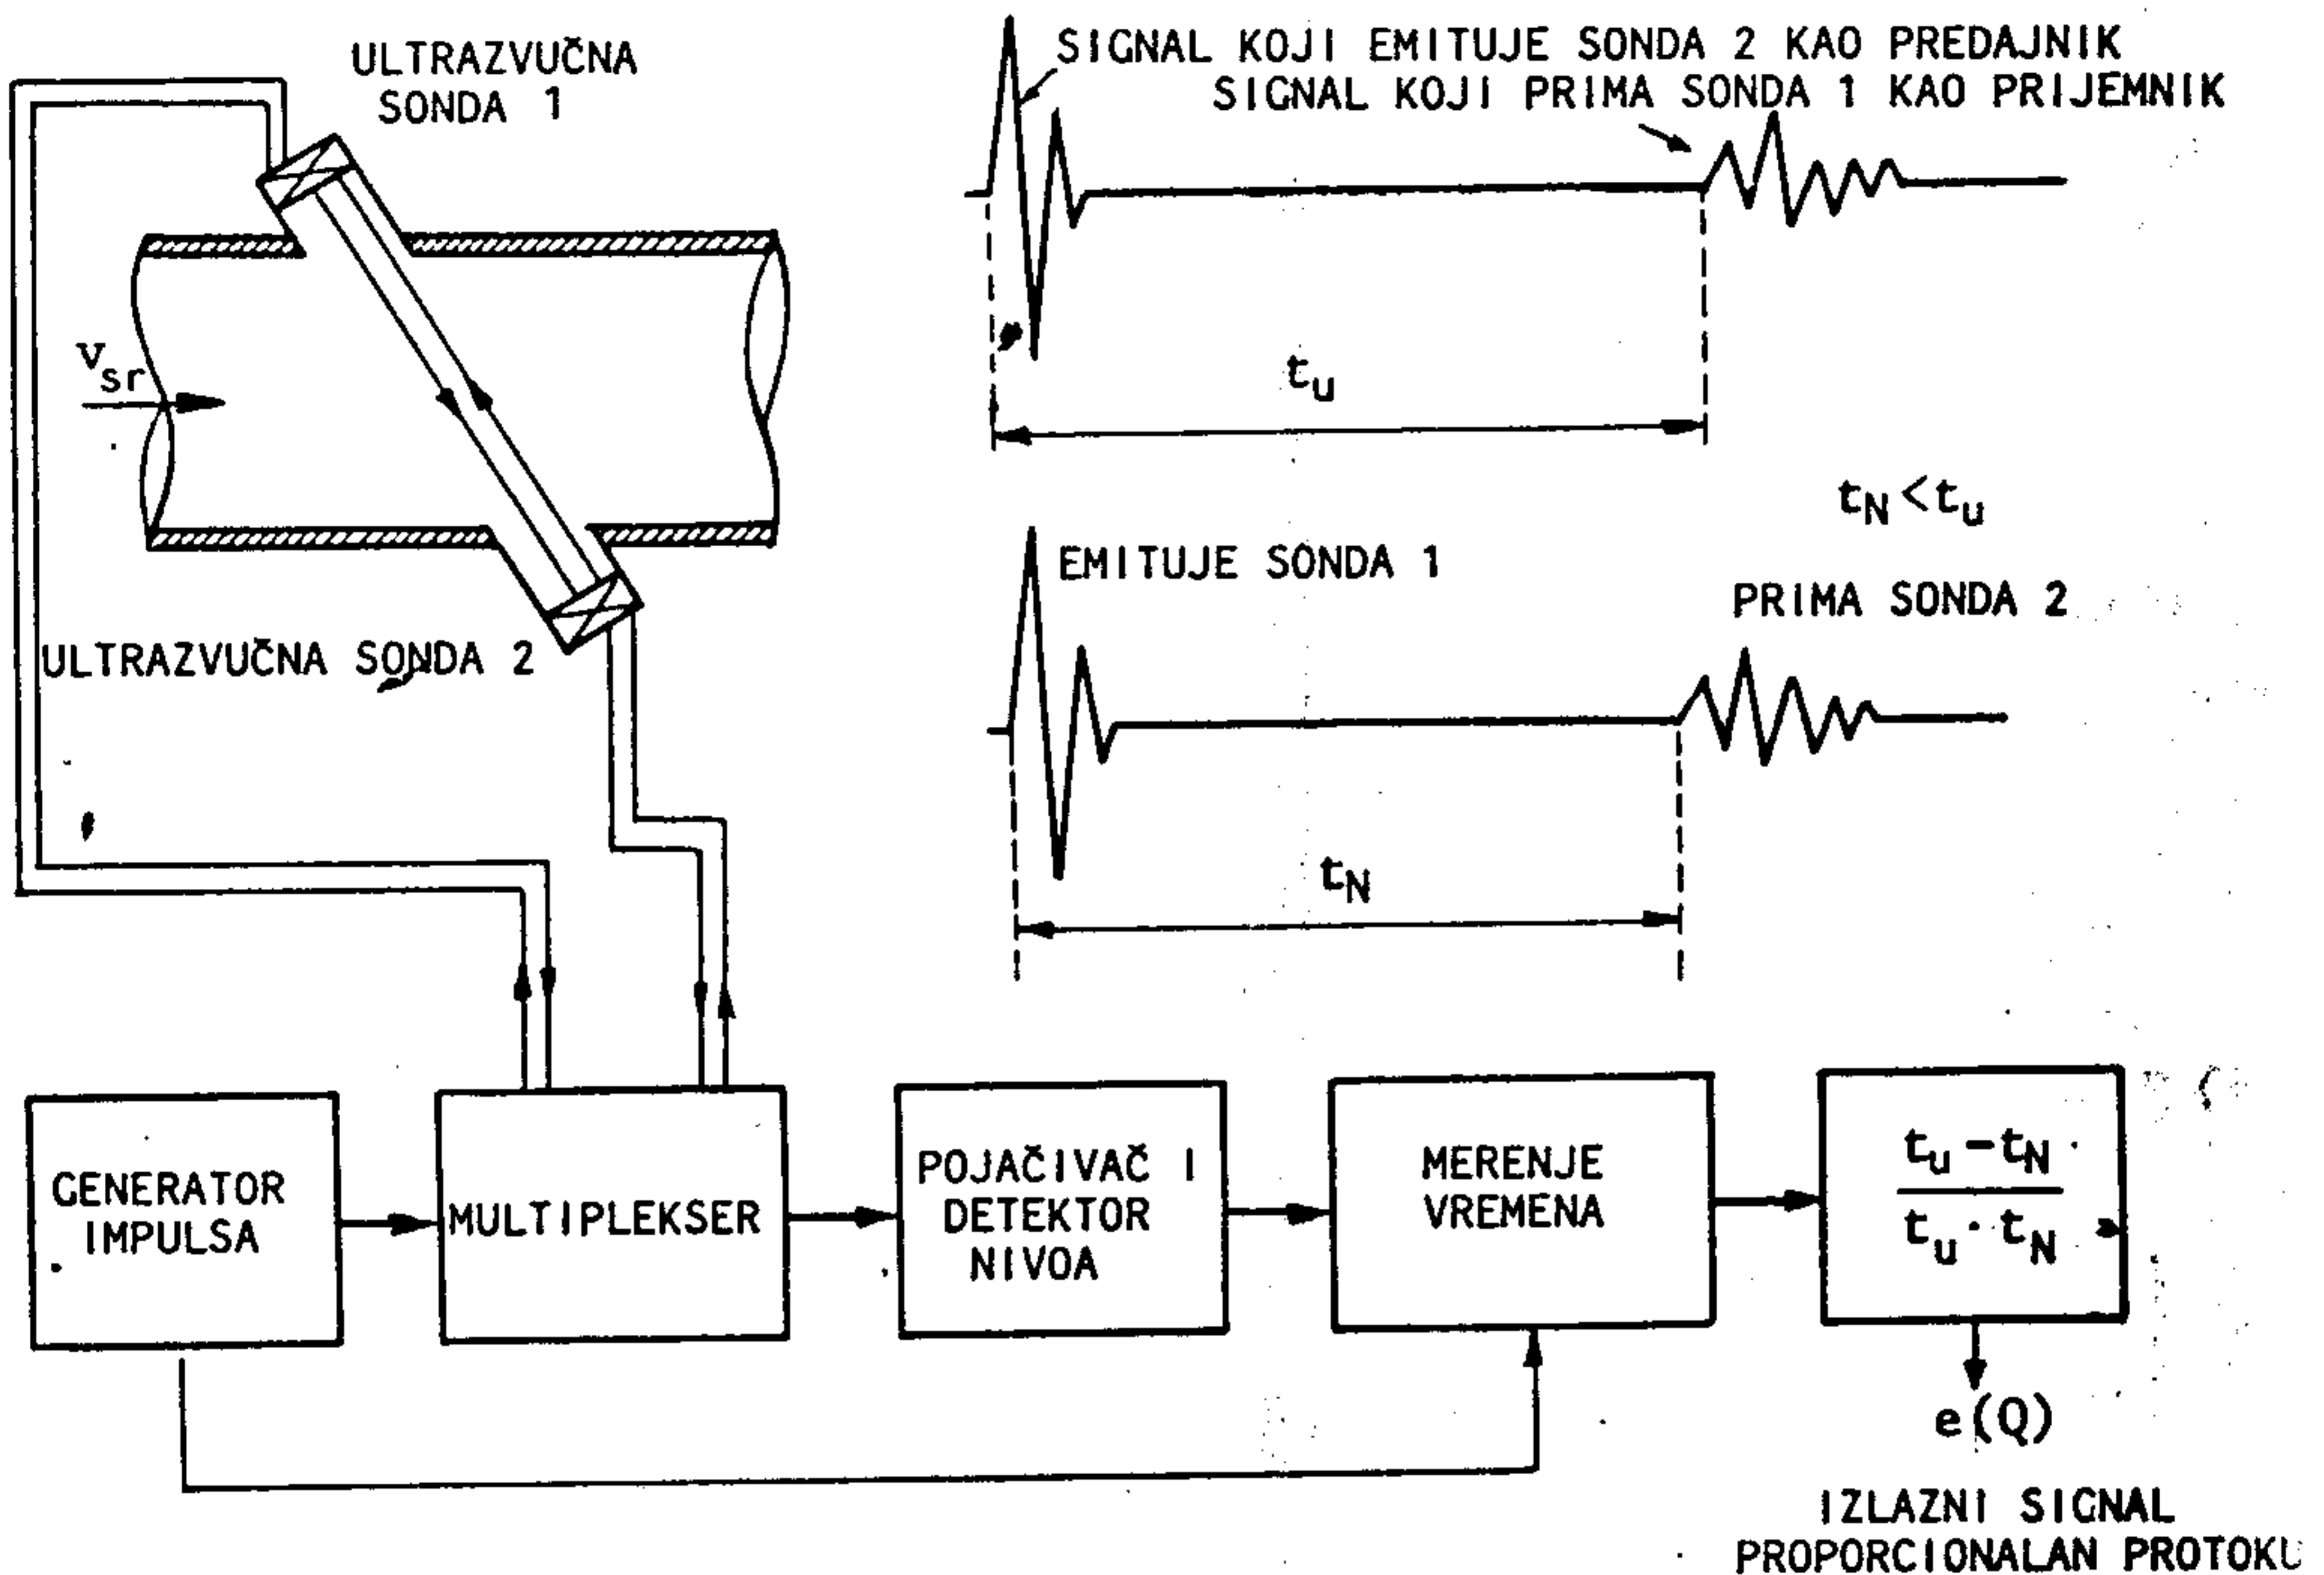 ULTRAZVUČNA
SONDA 1
SIGNAL KOJI EMITUJE SONDA 2 KAO PREDAJNIK
SIGNAL KOJI PRIMA SONDA 1 KAO PRIJEMNIK
v_sr
t_u
t_N < t_u
EMITUJE SONDA 1
PRIMA SONDA 2
ULTRAZVUČNA SONDA 2
t_N
GENERATOR
IMPULSA
MULTIPLEKSER
POJAČIVAČ I
DETEKTOR
NIVOA
MERENJE
VREMENA
t_u - t_N
t_u · t_N
e(Q)
IZLAZNI SIGNAL
PROPORCIONALAN PROTOKU